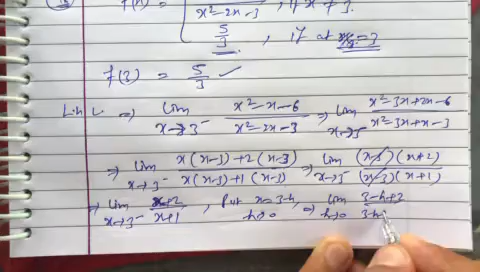 f(x) =
x²-2x-3 , if x ≠ 3.
5/3 , if at x=3
f(3) = 5/3 ✓
L.H.L ⇒ lim x→3⁻ x²-x-6 / x²-2x-3 ⇒ lim x→3⁻ x²-3x+2x-6 / x²-3x+x-3
⇒ lim x→3⁻ x(x-3)+2(x-3) / x(x-3)+1(x-3) ⇒ lim x→3⁻ (x-3)(x+2) / (x-3)(x+1)
⇒ lim x→3⁻ x+2 / x+1 , Put x=3-h h→0 ⇒ lim h→0 3-h+2 / 3-h